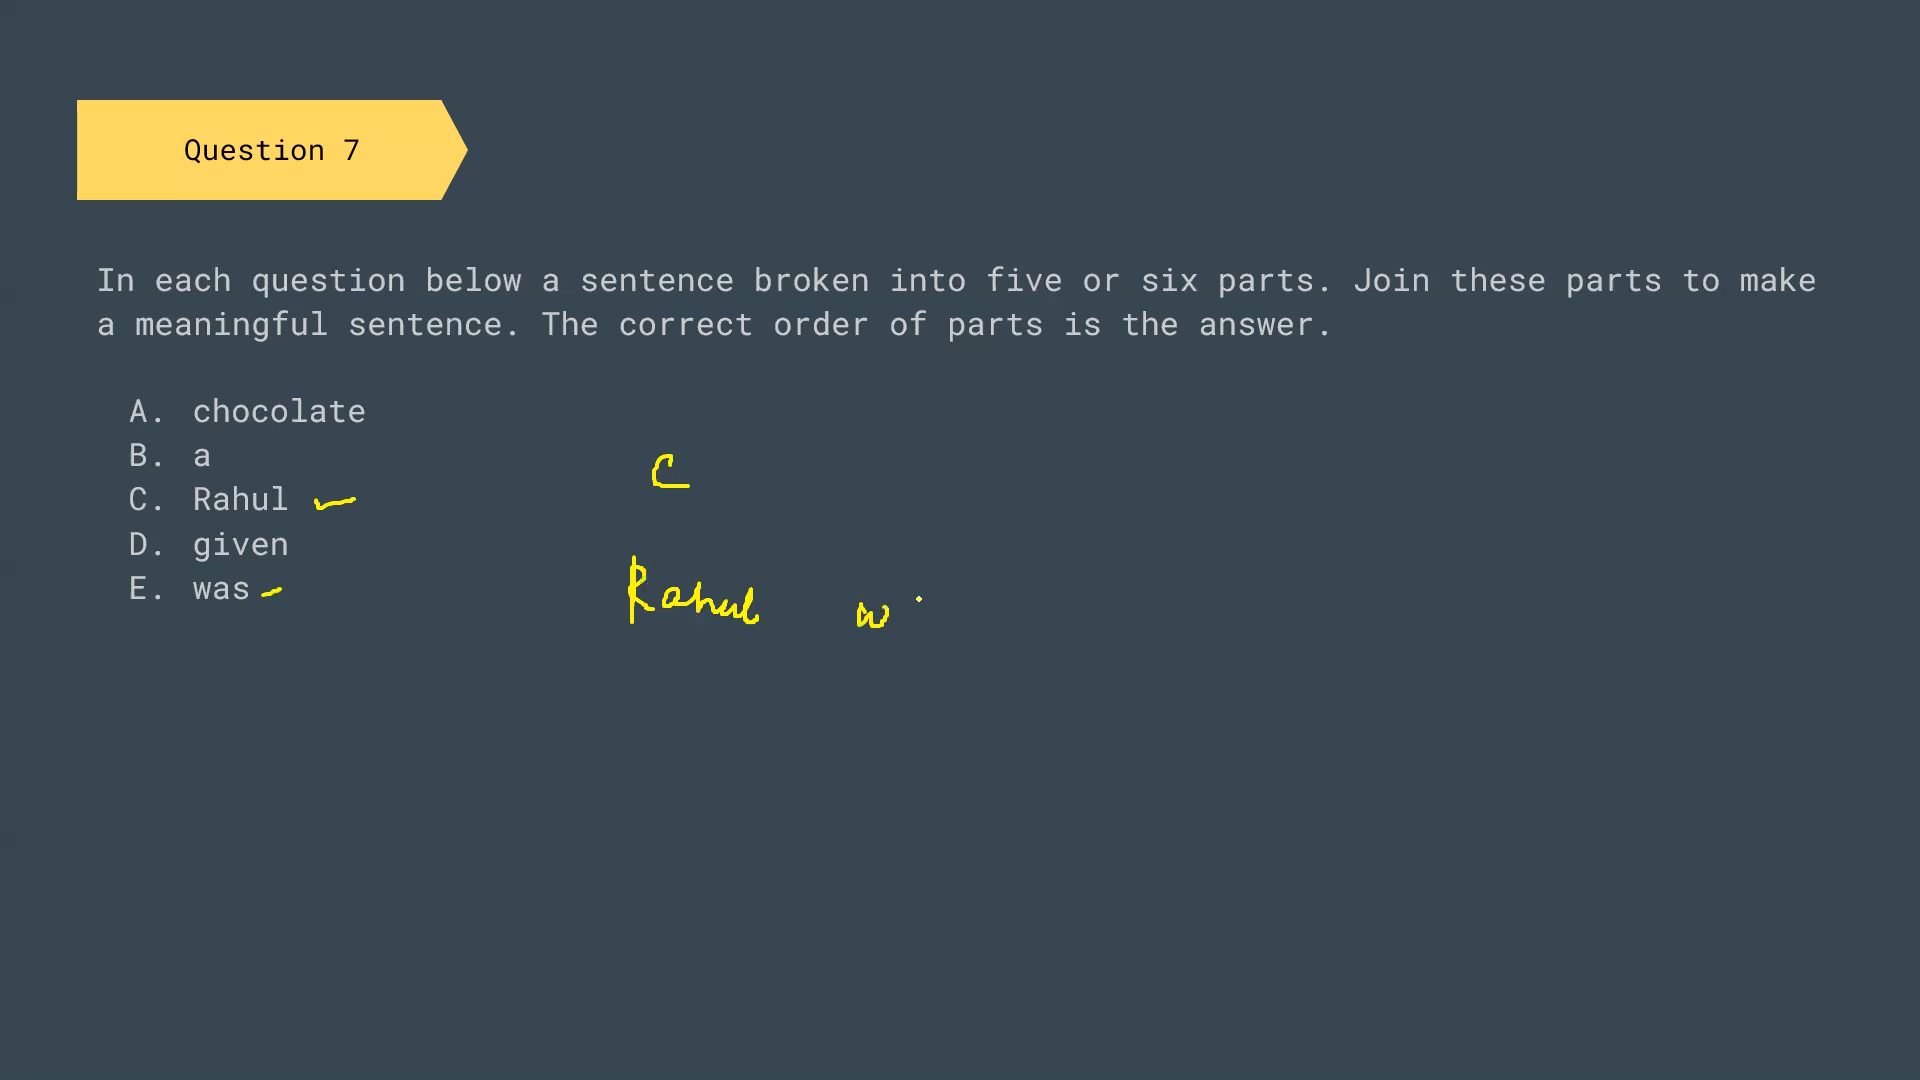 Question 7
In each question below a sentence broken into five or six parts. Join these parts to make
a meaningful sentence. The correct order of parts is the answer.
A. chocolate
B. a
C
C. Rahul
D. given
E. was
Rahul w